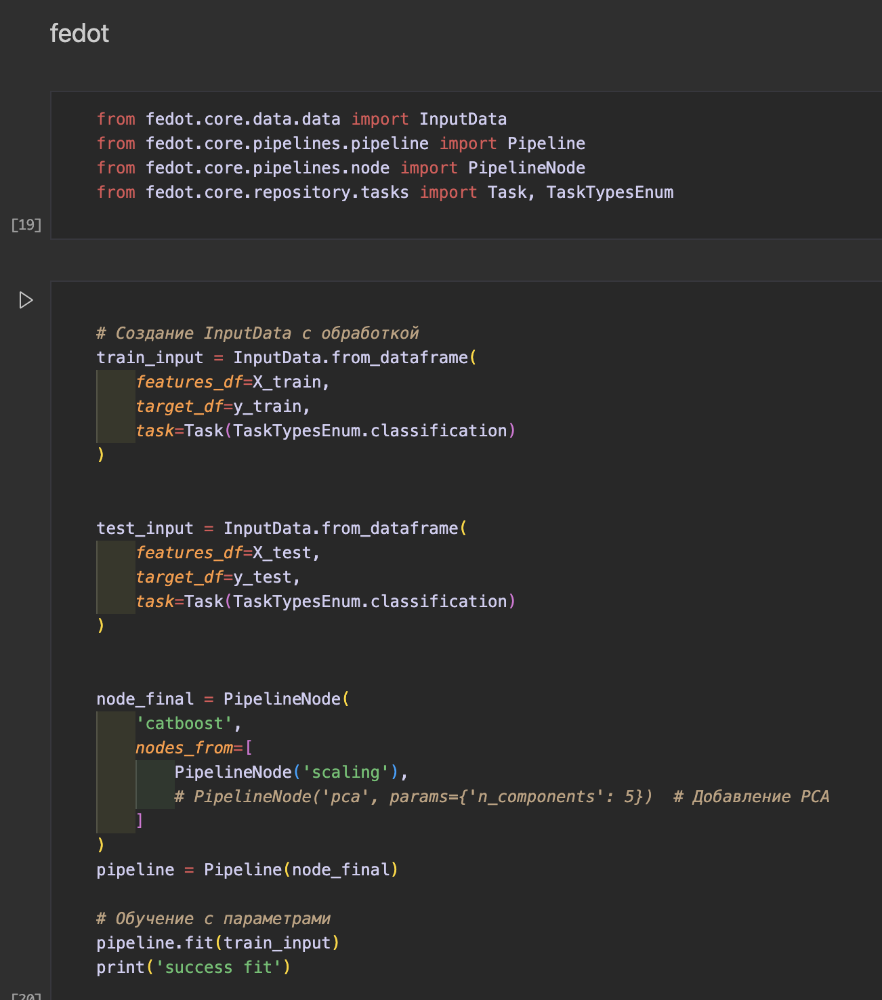 fedot
from fedot.core.data.data import InputData
from fedot.core.pipelines.pipeline import Pipeline
from fedot.core.pipelines.node import PipelineNode
from fedot.core.repository.tasks import Task, TaskTypesEnum
[19]
# Создание InputData с обработкой
train_input = InputData.from_dataframe(
features_df=X_train,
target_df=y_train,
task=Task(TaskTypesEnum.classification)
)
test_input = InputData.from_dataframe(
features_df=X_test,
target_df=y_test,
task=Task(TaskTypesEnum.classification)
)
node_final = PipelineNode(
'catboost',
nodes_from=[
PipelineNode('scaling'),
# PipelineNode('pca', params={'n_components': 5})  # Добавление PCA
]
)
pipeline = Pipeline(node_final)
# Обучение с параметрами
pipeline.fit(train_input)
print('success fit')
[20]